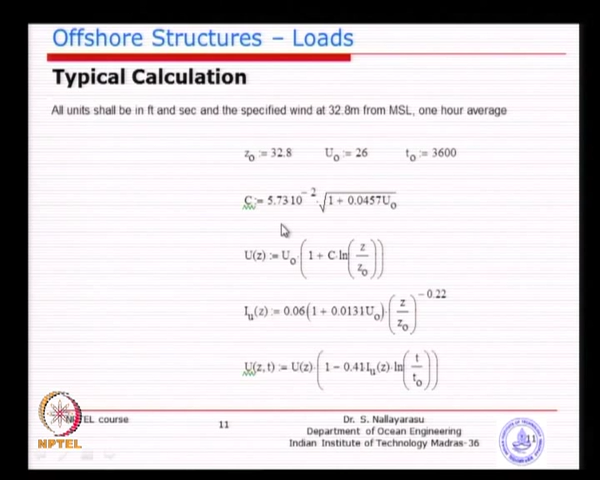 Offshore Structures – Loads
Typical Calculation
All units shall be in ft and sec and the specified wind at 32.8m from MSL, one hour average
z₀ := 32.8 U₀ := 26 t₀ := 3600
C := 5.73 10⁻² · √(1 + 0.0457U₀)
U(z) := U₀ · (1 + C·ln(z/z₀))
Iᵤ(z) := 0.06(1 + 0.0131U₀) · (z/z₀)^−0.22
U(z,t) := U(z) · (1 − 0.41Iᵤ(z)·ln(t/t₀))
NPTEL course
11
Dr. S. Nallayarasu
Department of Ocean Engineering
Indian Institute of Technology Madras-36
11
NPTEL